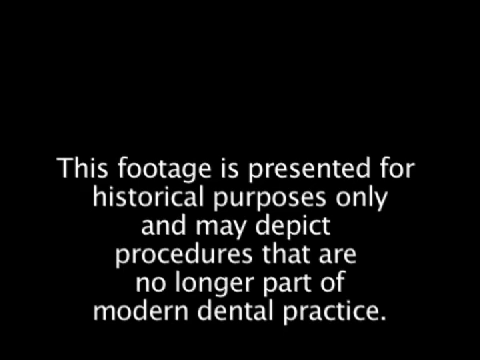 This footage is presented for
historical purposes only
and may depict
procedures that are
no longer part of
modern dental practice.